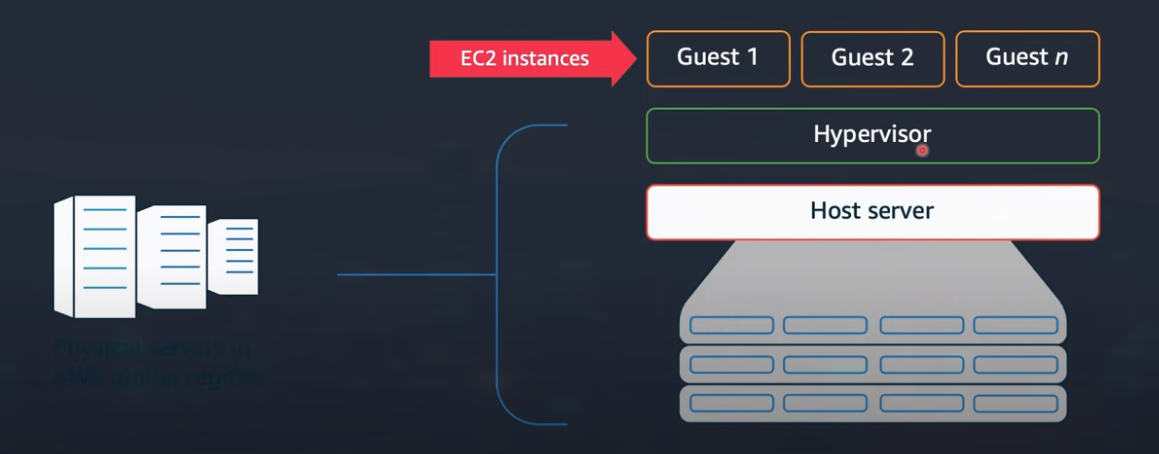 EC2 instances
Guest 1
Guest 2
Guest n
Hypervisor
Host server
Physical servers in
AWS global regions